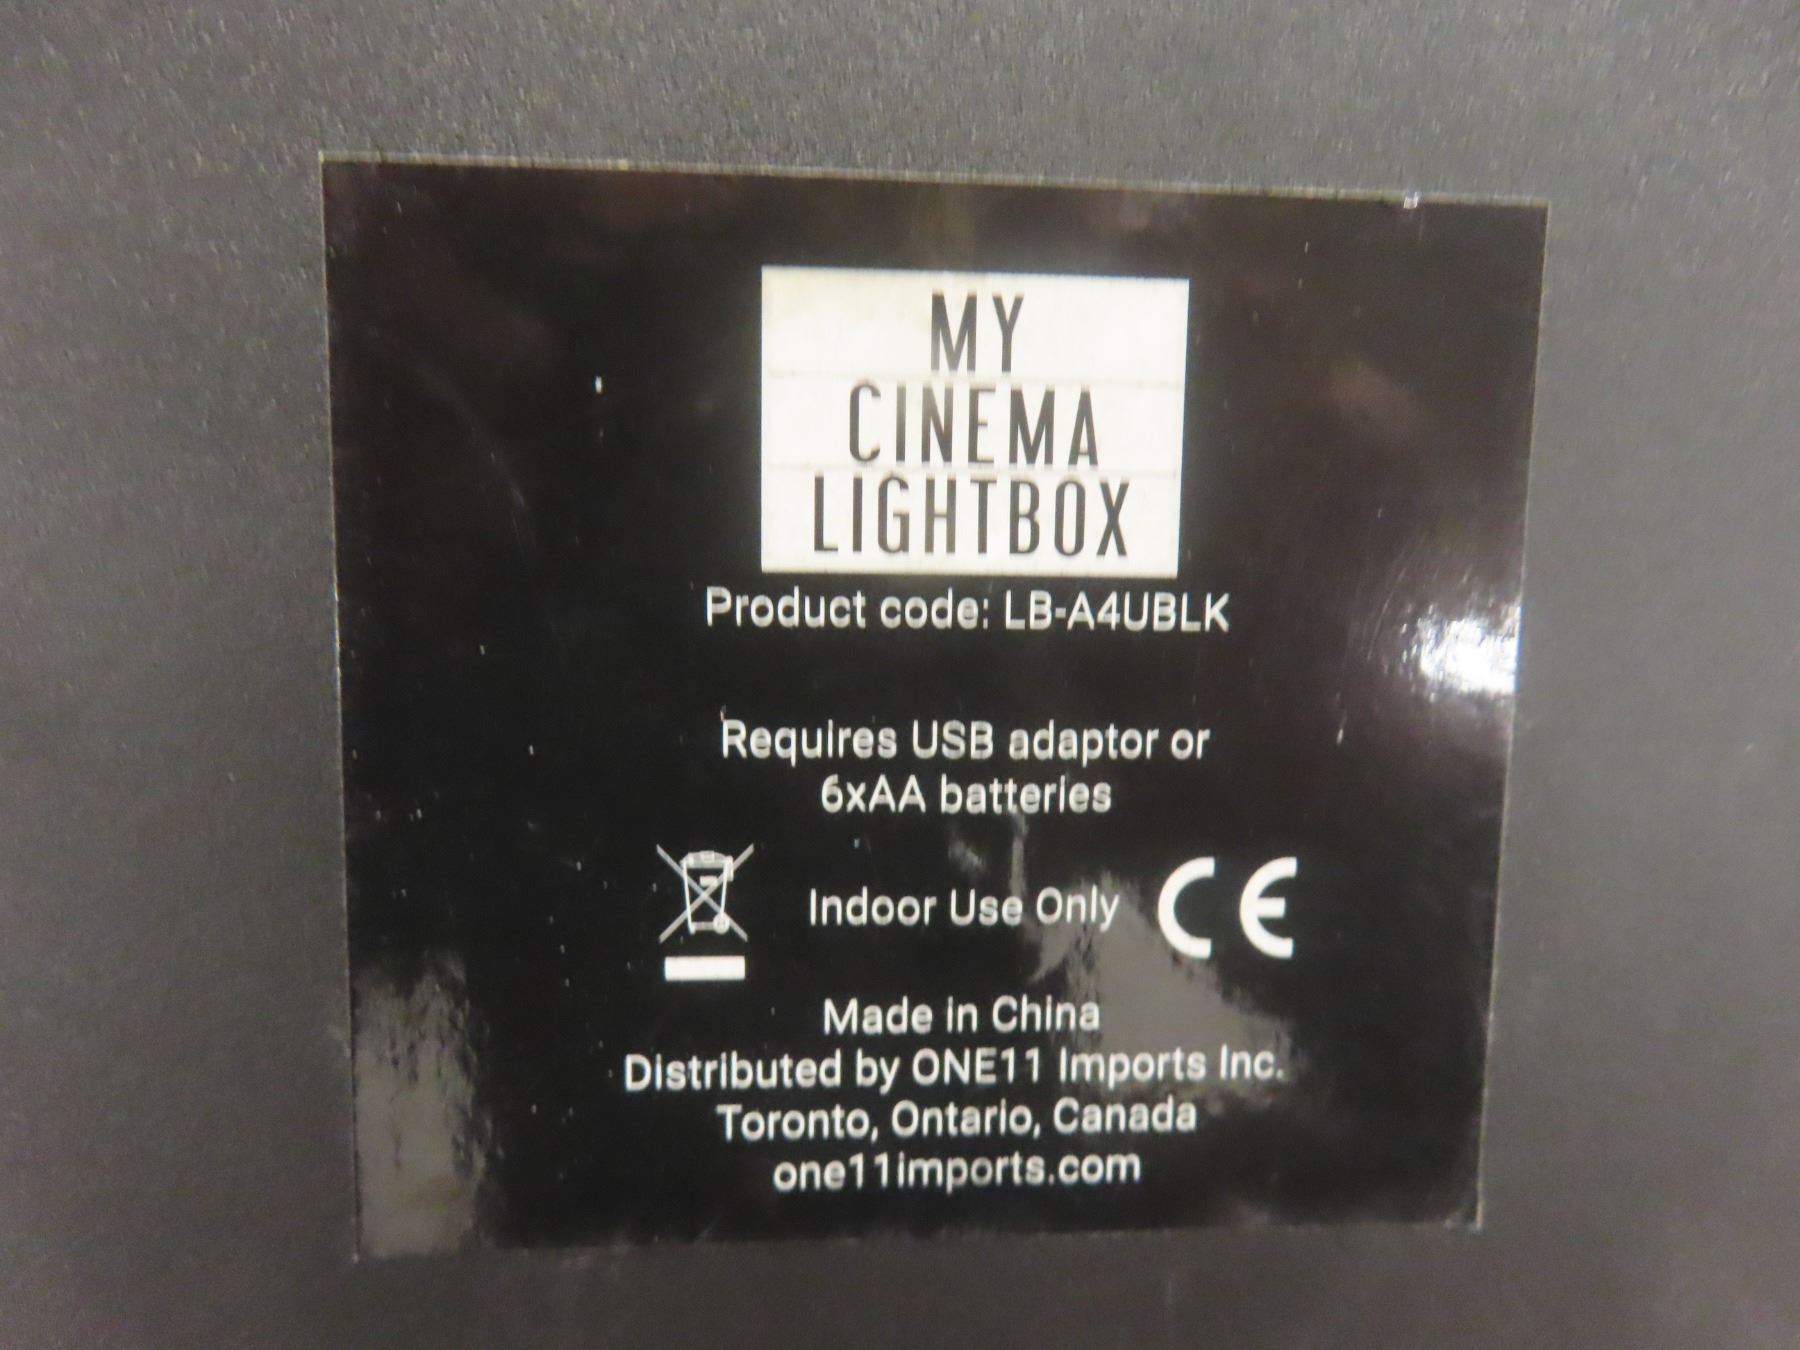 MY
CINEMA
LIGHTBOX
Product code: LB-A4UBLK
Requires USB adaptor or
6xAA batteries
Indoor Use Only CE
Made in China
Distributed by ONE11 Imports Inc.
Toronto, Ontario, Canada
one11imports.com